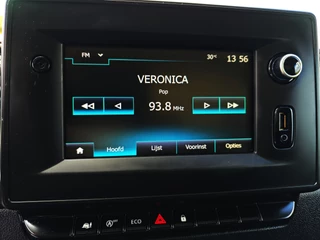 FM 30°C 13 56
VERONICA
Pop
93.8 MHz
Hoofd Lijst Voorinst Opties
ECO